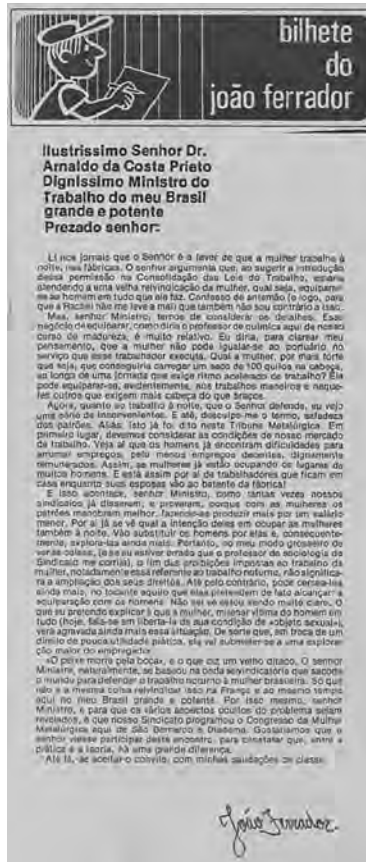 bilhete
do
joão ferrador
Ilustríssimo Senhor Dr.
Arnaldo da Costa Prieto
Digníssimo Ministro do
Trabalho do meu Brasil
grande e potente
Prezado senhor:
Lí nos jornais que o Senhor é a favor de que a mulher trabalhe à
noite, nas fábricas. O senhor argumenta que, ao sugerir a introdução
dessa permissão na Consolidação das Leis do Trabalho, estaria
atendendo a uma velha reivindicação da mulher, qual seja, equiparar-
se ao homem em tudo que ele faz. Confesso de antemão (e logo, para
que a Rachel não me leve a mal) que também não sou contrário a isso.
Mas, senhor Ministro, temos de considerar os detalhes. Esse
negócio de equiparar, como diria o professor de química aqui de nosso
curso de madureza, é muito relativo. Eu diria, para clarear meu
pensamento, que a mulher não pode igualar-se ao portuário no
serviço que esse trabalhador executa. Qual a mulher, por mais forte
que seja, que conseguiria carregar um saco de 100 quilos na cabeça,
ao longo de uma jornada que exige ritmo acelerado de trabalho? Ela
pode equiparar-se, evidentemente, nos trabalhos maneiros e naque-
les outros que exigem mais cabeça do que braços.
Agora, quanto ao trabalho à noite, que o Senhor defende, eu vejo
uma série de inconvenientes. E até, desculpe-me o termo, safadeza
dos patrões. Aliás, isto já foi dito neste Tribuna Metalúrgica. Em
primeiro lugar, devemos considerar as condições de nosso mercado
de trabalho. Veja aí que os homens já encontram dificuldades para
arrumar empregos, pelo menos empregos decentes, dignamente
remunerados. Assim, as mulheres já estão ocupando os lugares de
muitos homens. E está assim por aí de trabalhadores que ficam em
casa enquanto suas esposas vão ao batente da fábrica!
E isso acontece, senhor Ministro, como tantas vezes nossos
sindicatos já disseram, e provaram, porque com as mulheres os
patrões manobram melhor, fazendo-as produzir mais por um salário
menor. Por aí já se vê qual a intenção deles em ocupar as mulheres
também à noite. Vão substituir os homens por elas e, consequente-
mente, explora-las ainda mais. Portanto, no meu modo grosseiro de
ver as coisas, (e se eu estiver errado que o professor de sociologia do
Sindicato me corrija), o fim das proibições impostas ao trabalho da
mulher, notadamente essa referente ao trabalho noturno, não significa-
ra a ampliação dos seus direitos. Até pelo contrário, pode cerceá-los
ainda mais, no tocante aquilo que elas pretendem de fato alcançar: a
equiparação com os homens. Não sei se estou sendo muito claro. O
que eu pretendo explicar é que a mulher, misera vítima do homem em
tudo (hoje, fala-se em liberta-la de sua condição de «objeto sexual»),
verá agravada ainda mais essa situação. De sorte que, em troca de um
direito de pouca utilidade prática, ela vai submeter-se a uma explora-
ção maior do empregador.
«O peixe morre pela boca», é o que diz um velho ditado. O senhor
Ministro, naturalmente, se baseou na onda reivindicatória que sacode
o mundo para defender o trabalho noturno à mulher brasileira. Só que
não é a mesma coisa reivindicar isso na França e ao mesmo tempo
aqui no meu Brasil grande e potente. Por isso mesmo, senhor
Ministro, e para que os vários aspectos ocultos do problema sejam
revelados, é que nosso Sindicato programou o Congresso da Mulher
Metalúrgica aqui de São Bernardo e Diadema. Gostaríamos que o
senhor viesse participar deste encontro, para constatar que, entre a
prática e a teoria, há uma grande diferença.
Até lá, se aceitar o convite, com minhas saudações de classe.
João Ferrador.